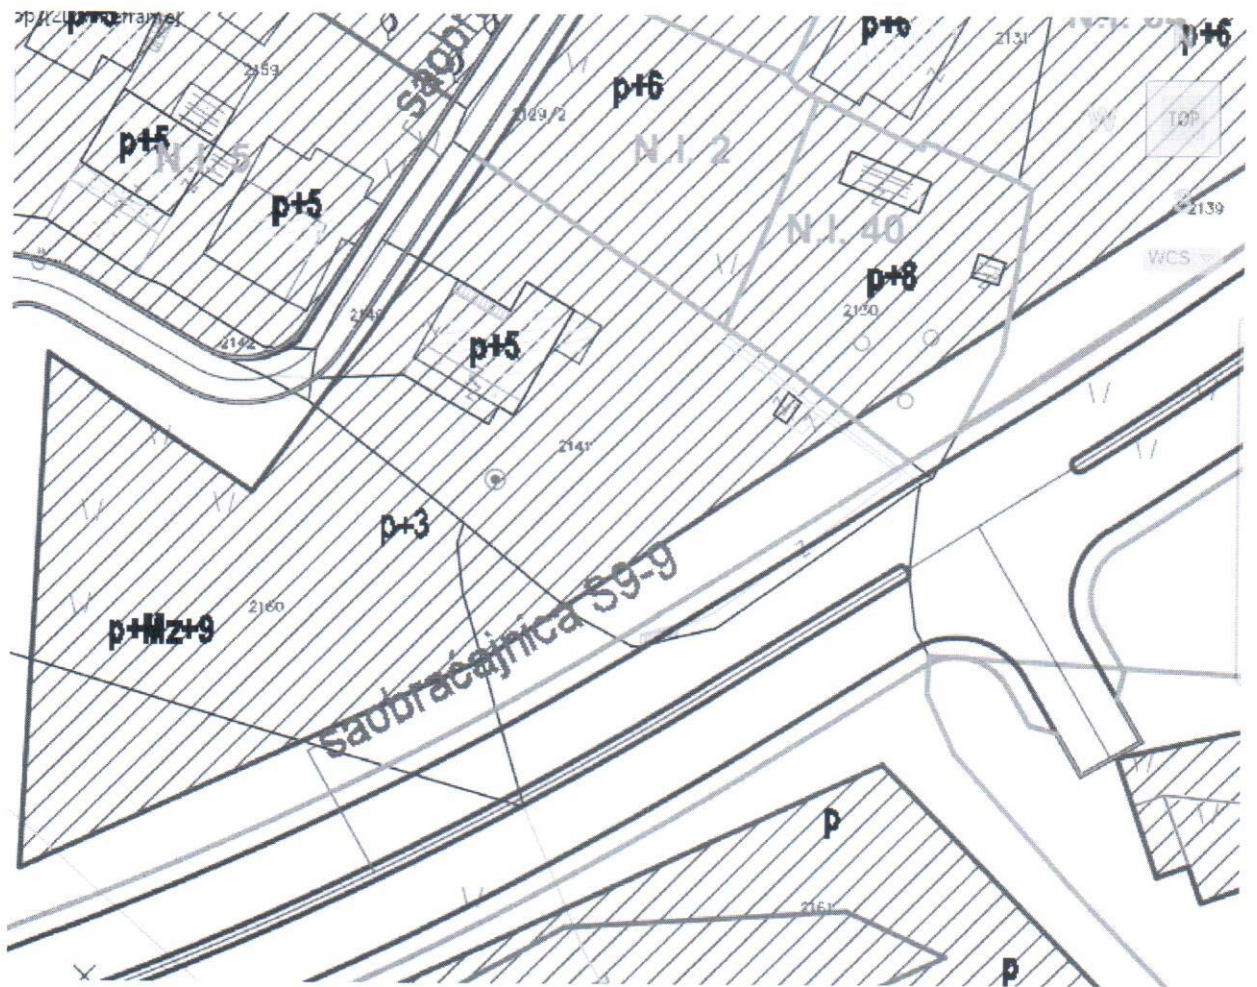 p+6
p+6
p+6
2131
2159
saobr
2129/2
TOP
p+5
N.I. 5
N.I. 2
p+5
2139
N.I. 40
WCS
p+8
2130
2140
2142
p+5
2141
p+3
saobraćajnica S9-9
2160
p+Mz+9
p
2161
p